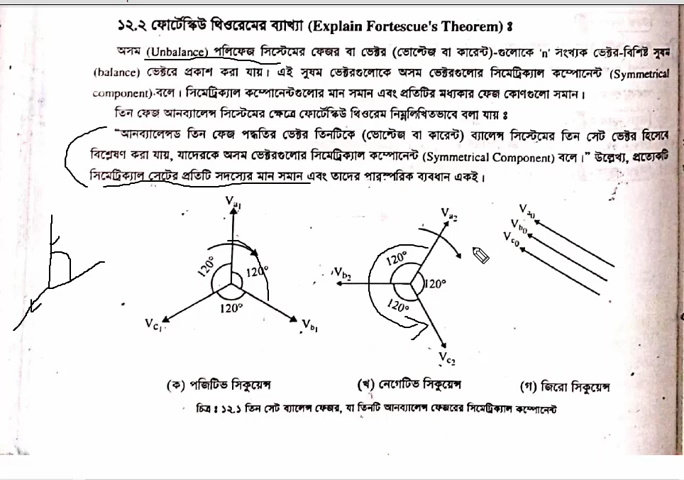 ১২.২ ফোর্টেস্কিউ থিওরেমের ব্যাখ্যা (Explain Fortescue's Theorem) ঃ
অসম (Unbalance) পলিফেজ সিস্টেমের ফেজর বা ভেক্টর (ভোল্টেজ বা কারেন্ট)-গুলোকে 'n' সংখ্যক ভেক্টর-বিশিষ্ট সুষম
(balance) ভেক্টরে প্রকাশ করা যায়। এই সুষম ভেক্টরগুলোকে অসম ভেক্টরগুলোর সিমেট্রিক্যাল কম্পোনেন্ট (Symmetrical
component) বলে। সিমেট্রিক্যাল কম্পোনেন্টগুলোর মান সমান এবং প্রতিটির মধ্যকার ফেজ কোণগুলো সমান।
তিন ফেজ আনব্যালেন্স সিস্টেমের ক্ষেত্রে ফোর্টেস্কিউ থিওরেম নিম্নলিখিতভাবে বলা যায় ঃ
"আনব্যালেন্সড তিন ফেজ পদ্ধতির ভেক্টর তিনটিকে (ভোল্টেজ বা কারেন্ট) ব্যালেন্স সিস্টেমের তিন সেট ভেক্টর হিসেবে
বিশ্লেষণ করা যায়, যাদেরকে অসম ভেক্টরগুলোর সিমেট্রিক্যাল কম্পোনেন্ট (Symmetrical Component) বলে।" উল্লেখ্য, প্রত্যেকটি
সিমেট্রিক্যাল সেটের প্রতিটি সদস্যের মান সমান এবং তাদের পারস্পরিক ব্যবধান একই।
Va1
120°
120°
120°
Vc1
Vb1
Va2
120°
Vb2
120°
120°
Vc2
Va0
Vb0
Vc0
(ক) পজিটিভ সিকুয়েন্স
(খ) নেগেটিভ সিকুয়েন্স
(গ) জিরো সিকুয়েন্স
চিত্র ঃ ১২.১ তিন সেট ব্যালেন্স ফেজর, যা তিনটি আনব্যালেন্স ফেজরের সিমেট্রিক্যাল কম্পোনেন্ট